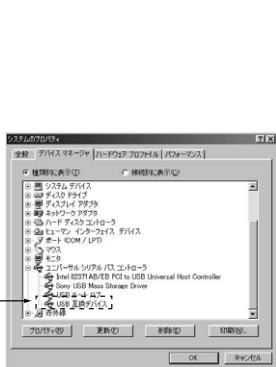 システムのプロパティ
全般 デバイス マネージャ ハードウェア プロファイル パフォーマンス
種類別に表示(T) 接続別に表示(C)
システム デバイス
ディスク ドライブ
ディスプレイ アダプタ
ネットワーク アダプタ
ハード ディスク コントローラ
ヒューマン インターフェイス デバイス
ポート (COM / LPT)
マウス
モニタ
ユニバーサル シリアル バス コントローラ
Intel 82371AB/EB PCI to USB Universal Host Controller
Sony USB Mass Storage Driver
USB ルート ハブ
USB 互換デバイス
赤外線
プロパティ(R) 更新(F) 削除(E) 印刷(N)...
OK キャンセル